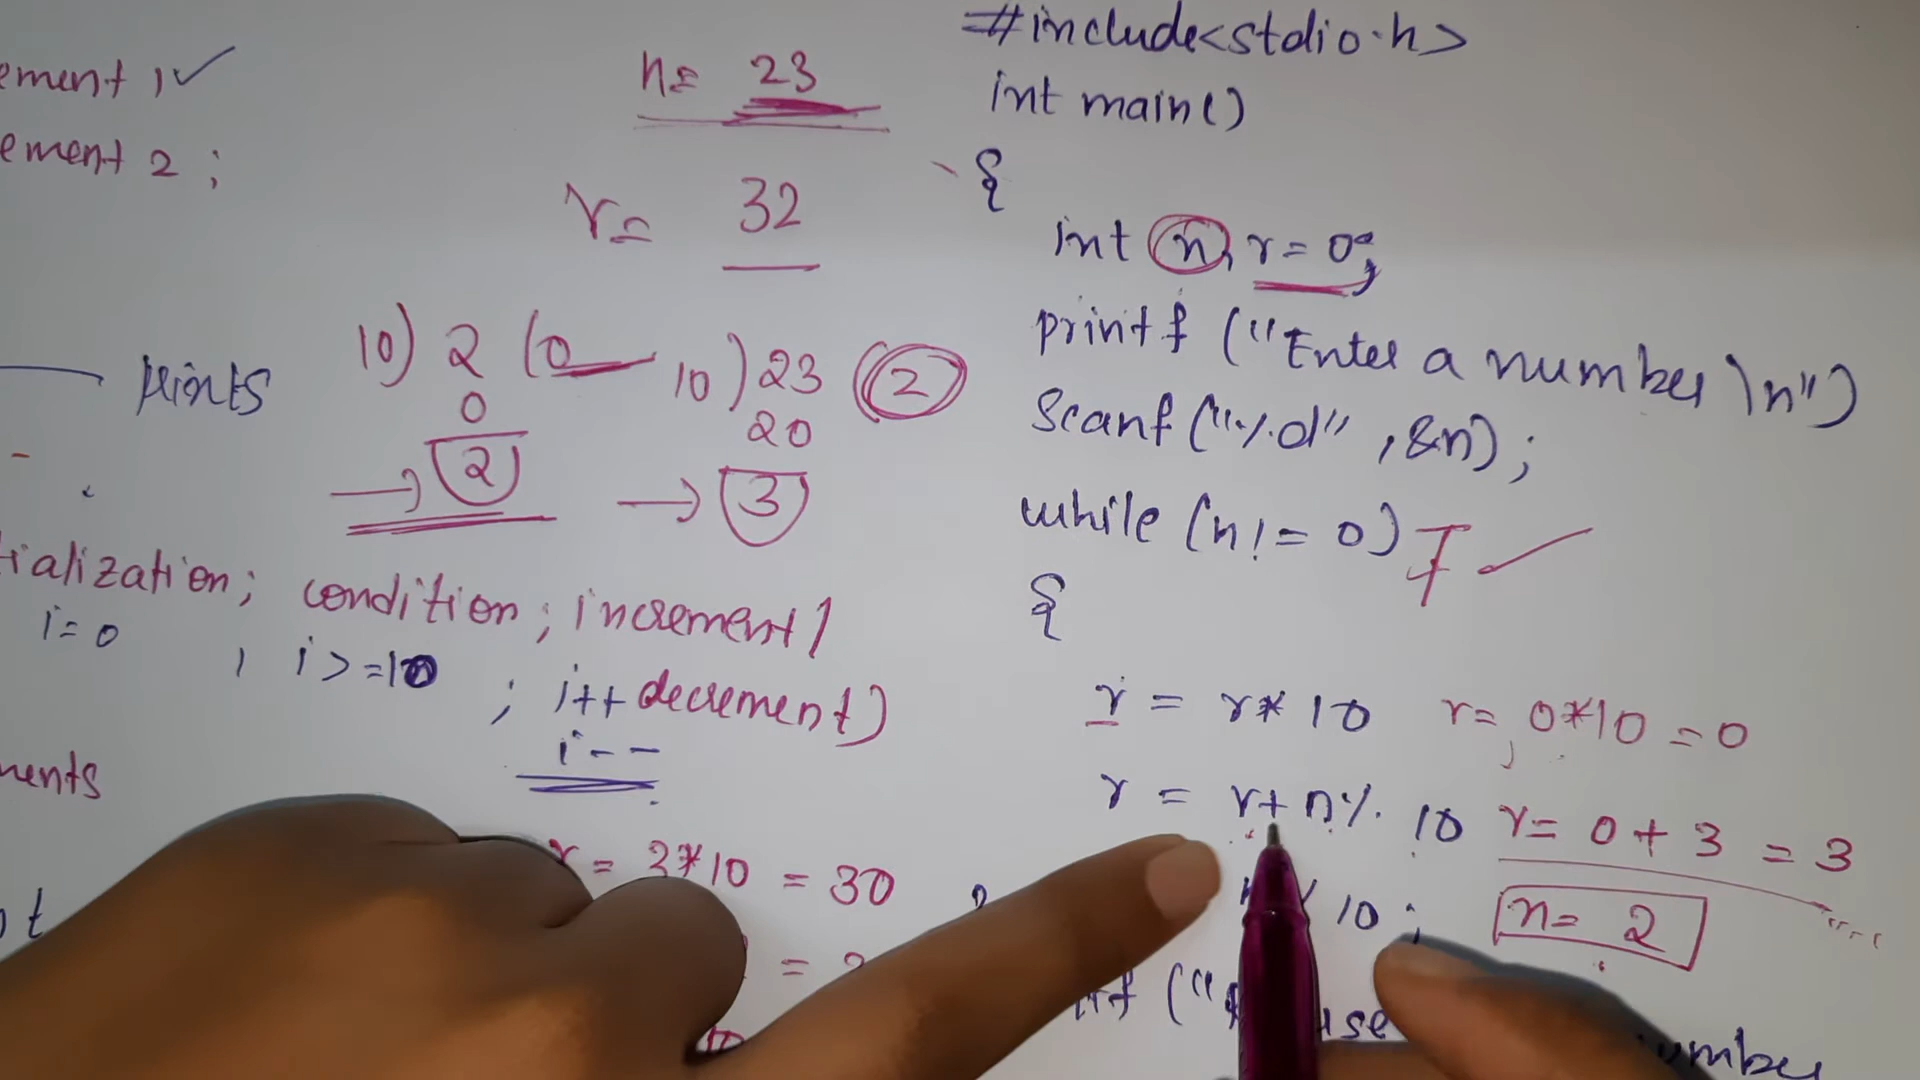 ement 1 ✓
ement 2 ;
prints
n= 23
r= 32
10) 2 (0
0
2
10) 23 (2
20
3
tialization; condition; increment/
i=0 , i>=10 ; i++ decrement)
i--
ments
r = 3*10 = 30
=
#include<stdio.h>
int main()
{
int n, r=0;
printf ("Enter a number \n")
Scanf ("%d" ,&n);
while (n!=0) T ✓
{
r = r*10 r= 0*10 = 0
r = r+n% 10 r= 0+3 = 3
10 ; n= 2